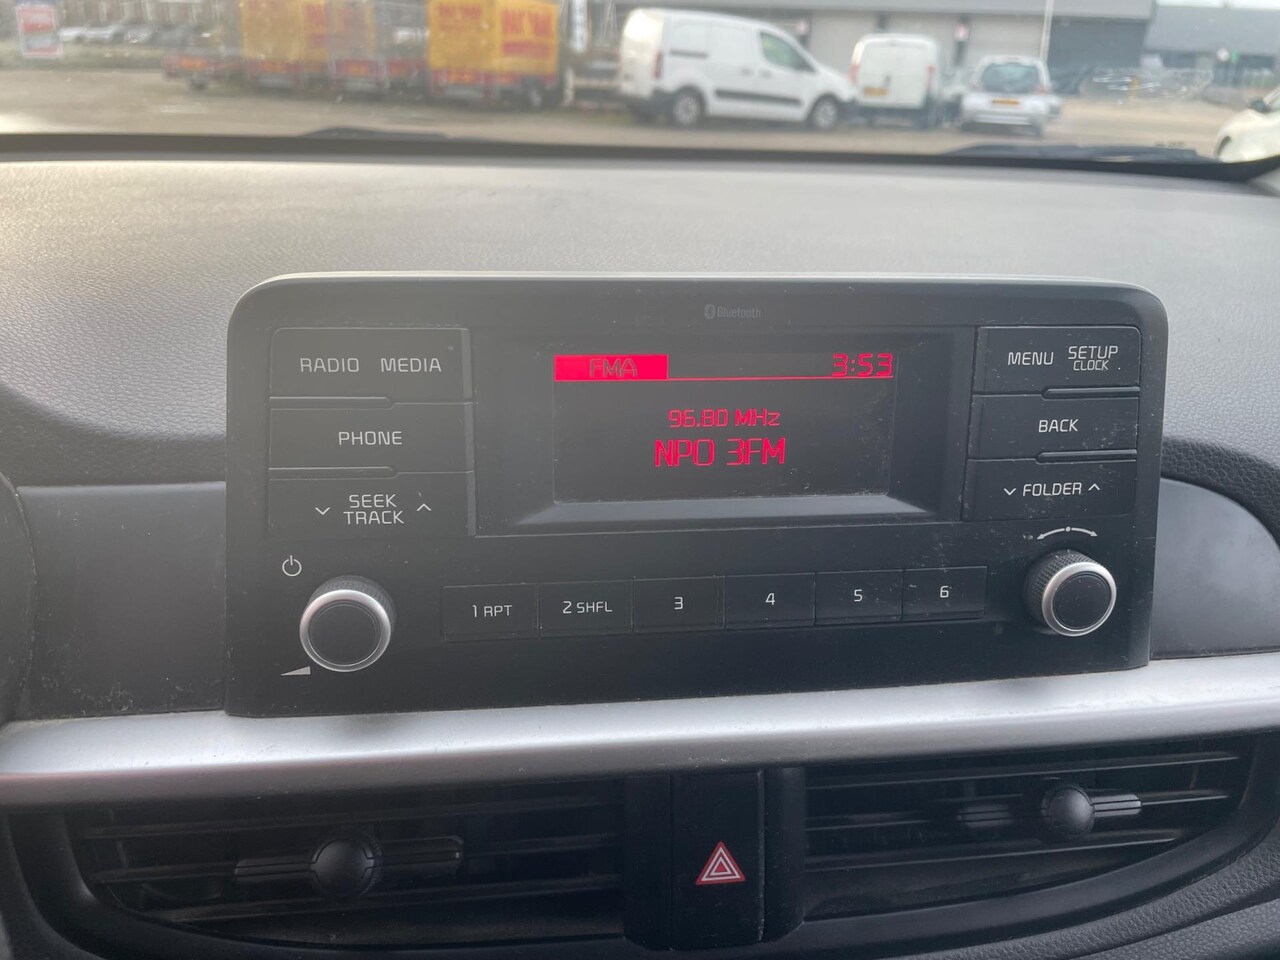 Bluetooth
RADIO MEDIA
FMA 3:53
MENU SETUP
CLOCK
PHONE
96.80 MHz
NPO 3FM
BACK
SEEK
TRACK
FOLDER
1 RPT
2 SHFL
3
4
5
6